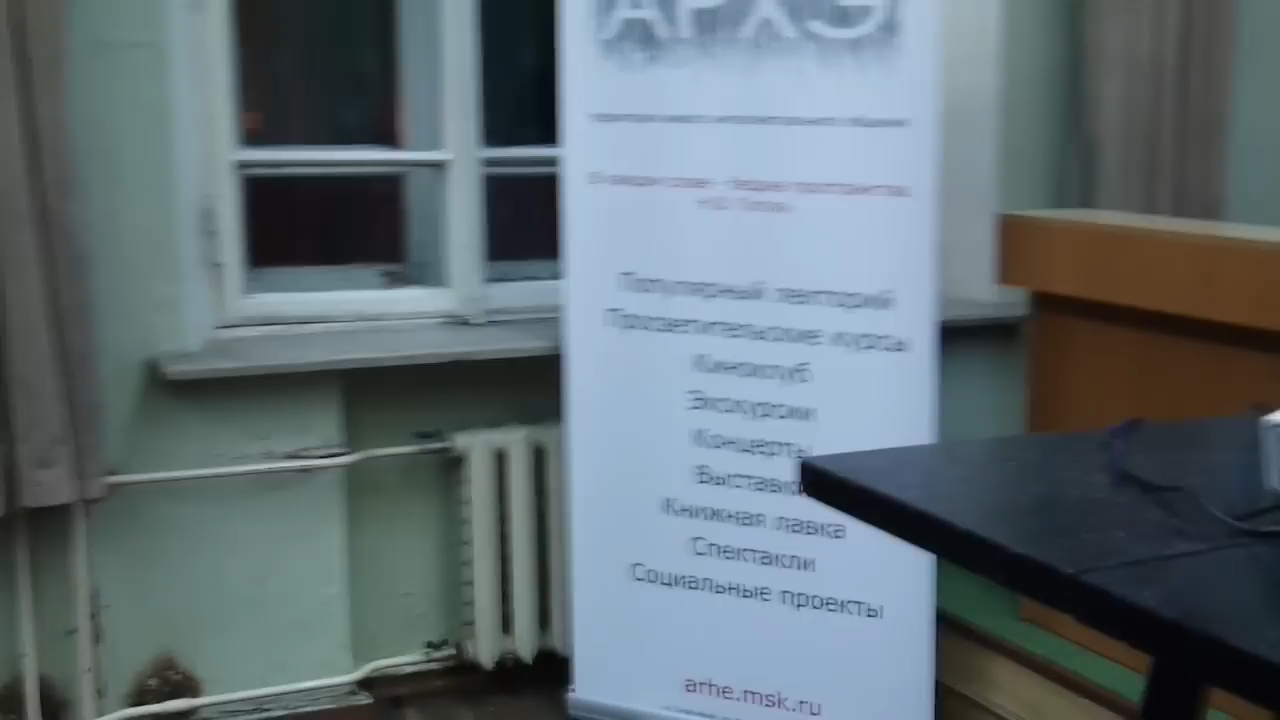 АРХЭ
Популярный лекторий
Просветительские курсы
Киноклуб
Экскурсии
Концерты
Выставки
Книжная лавка
Спектакли
Социальные проекты
arhe.msk.ru